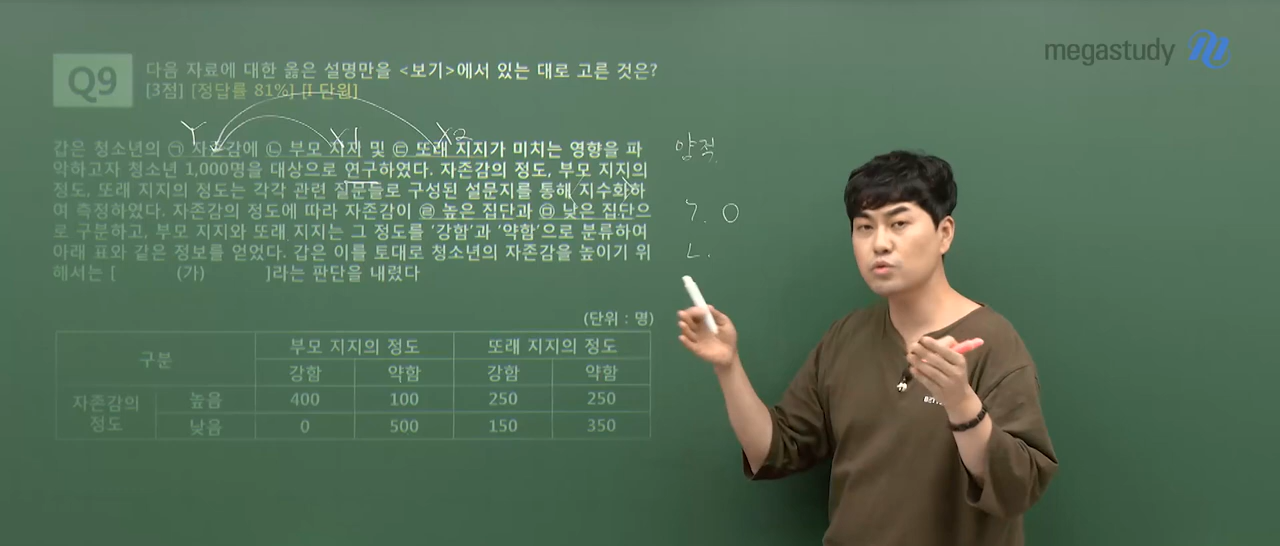 megastudy
Q9
다음 자료에 대한 옳은 설명만을 <보기>에서 있는 대로 고른 것은?
[3점] [정답률 81%] [Ⅰ단원]
Y X1 X2
갑은 청소년의 ㉠ 자존감에 ㉡ 부모 지지 및 ㉢ 또래 지지가 미치는 영향을 파
악하고자 청소년 1,000명을 대상으로 연구하였다. 자존감의 정도, 부모 지지의
정도, 또래 지지의 정도는 각각 관련 질문들로 구성된 설문지를 통해 지수화하
여 측정하였다. 자존감의 정도에 따라 자존감이 ㉣ 높은 집단과 ㉤ 낮은 집단으
로 구분하고, 부모 지지와 또래 지지는 그 정도를 '강함'과 '약함'으로 분류하여
아래 표와 같은 정보를 얻었다. 갑은 이를 토대로 청소년의 자존감을 높이기 위
해서는 [ (가) ]라는 판단을 내렸다
양적
ㄱ. O
ㄴ.
(단위 : 명)
구분 부모 지지의 정도 또래 지지의 정도
강함 약함 강함 약함
자존감의 정도 높음 400 100 250 250
낮음 0 500 150 350